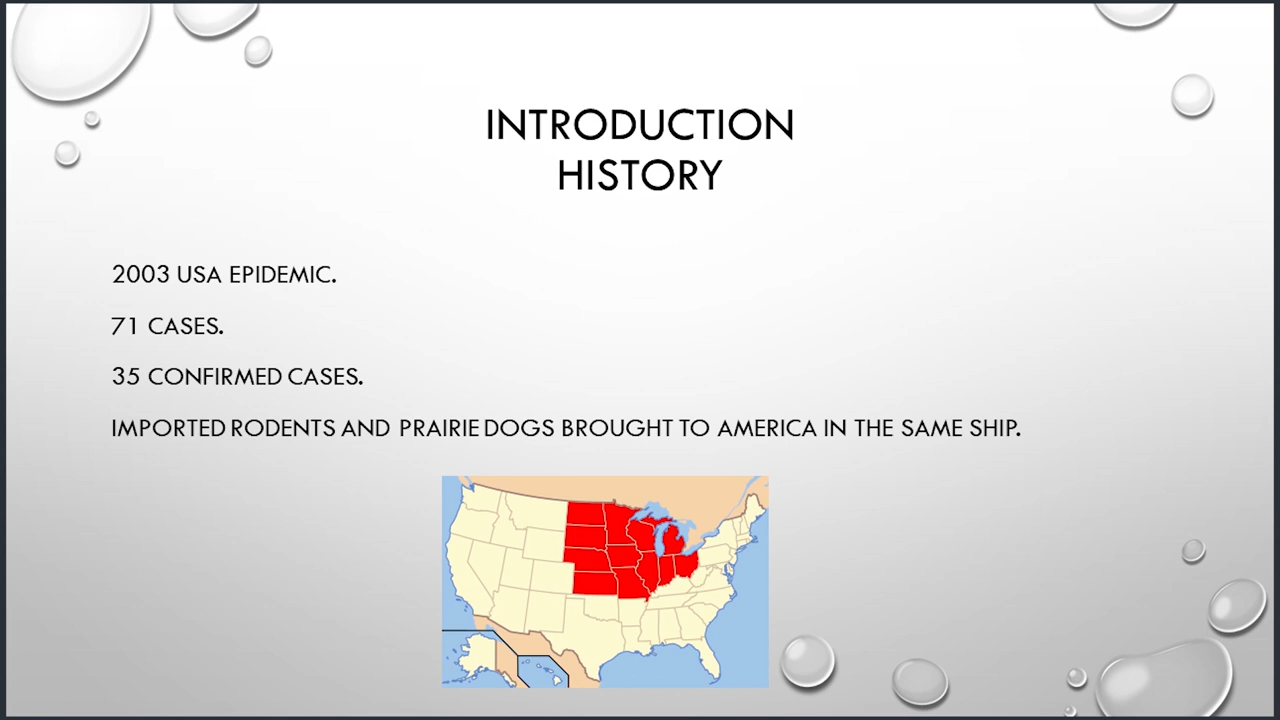 INTRODUCTION
HISTORY
2003 USA EPIDEMIC.
71 CASES.
35 CONFIRMED CASES.
IMPORTED RODENTS AND PRAIRIE DOGS BROUGHT TO AMERICA IN THE SAME SHIP.